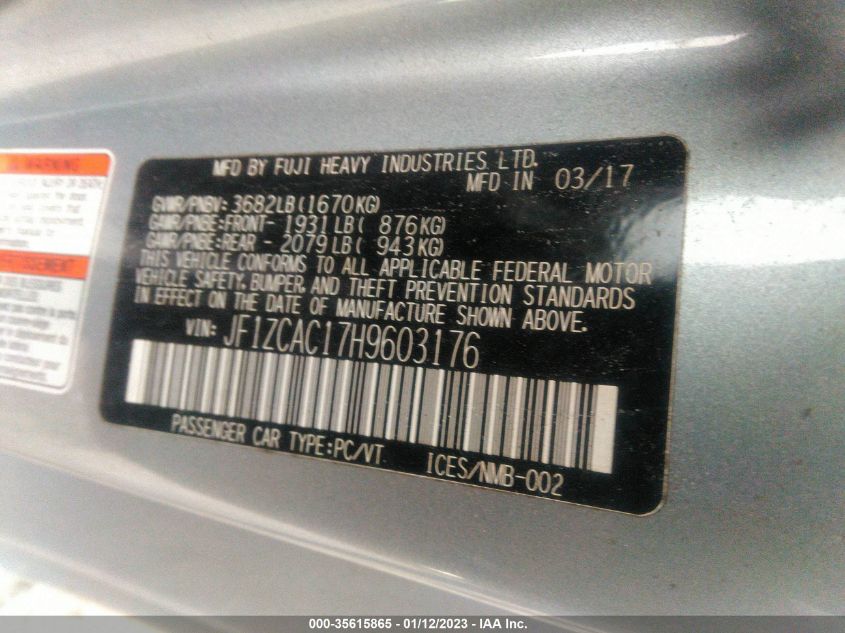 WARNING
MFD BY FUJI HEAVY INDUSTRIES LTD.
MFD IN 03/17
GVWR/PNBV: 3682LB(1670KG)
GAWR/PNBE:FRONT- 1931LB( 876KG)
GAWR/PNBE:REAR - 2079LB( 943KG)
THIS VEHICLE CONFORMS TO ALL APPLICABLE FEDERAL MOTOR
VEHICLE SAFETY, BUMPER, AND THEFT PREVENTION STANDARDS
IN EFFECT ON THE DATE OF MANUFACTURE SHOWN ABOVE.
VIN: JF1ZCAC17H9603176
PASSENGER CAR TYPE:PC/VT
ICES/NMB-002
000-35615865 - 01/12/2023 - IAA Inc.